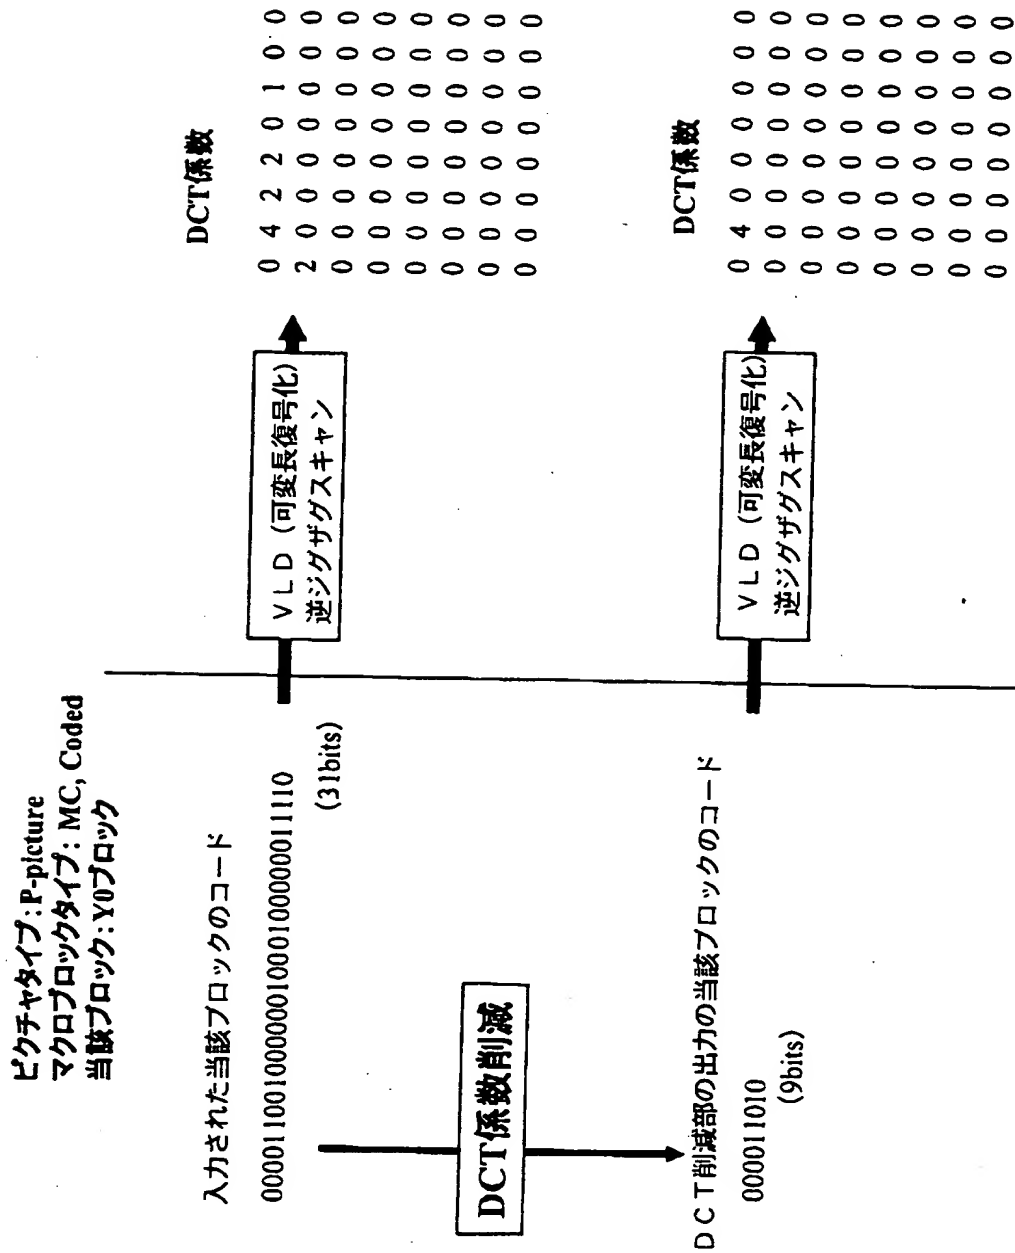 ピクチャタイプ:P-picture
マクロブロックタイプ:MC, Coded
当該ブロック:Y0ブロック
入力された当該ブロックのコード
(31bits)
VLD(可変長復号化)
逆ジグザグスキャン
DCT係数
0 4 2 2 0 1 0 0
2 0 0 0 0 0 0 0
0 0 0 0 0 0 0 0
0 0 0 0 0 0 0 0
0 0 0 0 0 0 0 0
0 0 0 0 0 0 0 0
0 0 0 0 0 0 0 0
0 0 0 0 0 0 0 0
DCT係数削減
DCT削減部の出力の当該ブロックのコード
000011010
(9bits)
VLD(可変長復号化)
逆ジグザグスキャン
DCT係数
0 4 0 0 0 0 0 0
0 0 0 0 0 0 0 0
0 0 0 0 0 0 0 0
0 0 0 0 0 0 0 0
0 0 0 0 0 0 0 0
0 0 0 0 0 0 0 0
0 0 0 0 0 0 0 0
0 0 0 0 0 0 0 0